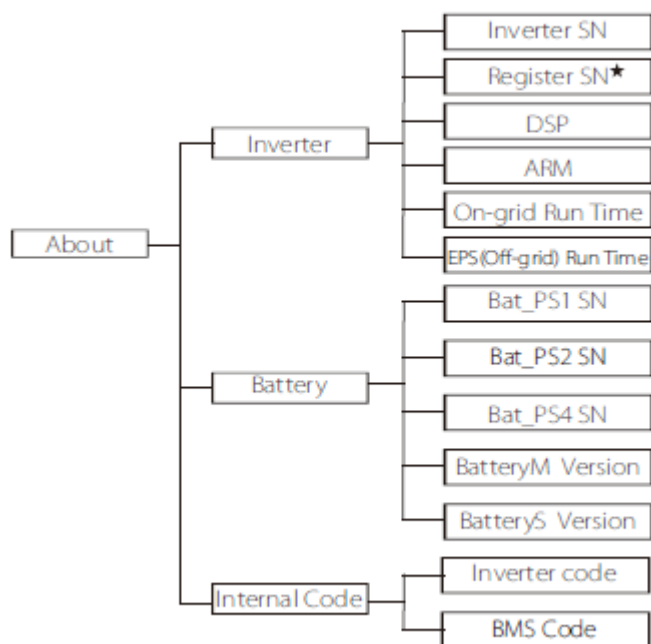 About
Inverter
Inverter SN
Register SN★
DSP
ARM
On-grid Run Time
EPS(Off-grid) Run Time
Battery
Bat_PS1 SN
Bat_PS2 SN
Bat_PS4 SN
BatteryM Version
BatteryS Version
Internal Code
Inverter code
BMS Code